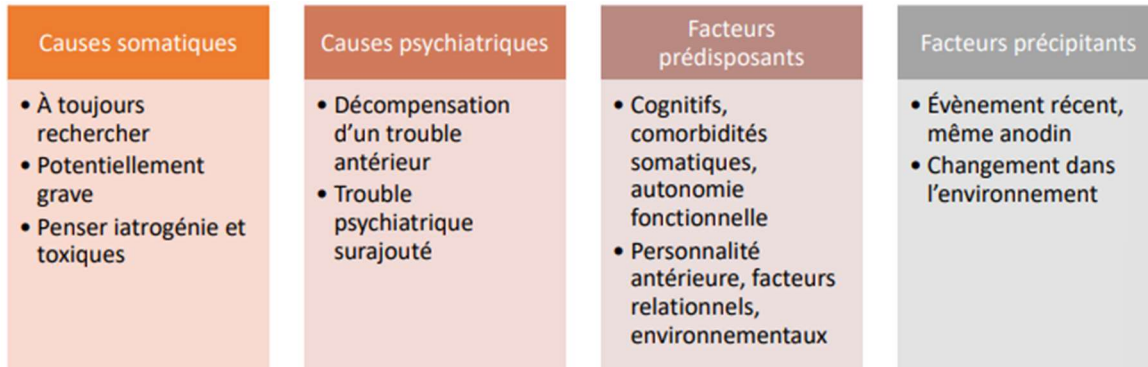 Causes somatiques
• À toujours
rechercher
• Potentiellement
grave
• Penser iatrogénie et
toxiques
Causes psychiatriques
• Décompensation
d’un trouble
antérieur
• Trouble
psychiatrique
surajouté
Facteurs
prédisposants
• Cognitifs,
comorbidités
somatiques,
autonomie
fonctionnelle
• Personnalité
antérieure, facteurs
relationnels,
environnementaux
Facteurs précipitants
• Évènement récent,
même anodin
• Changement dans
l’environnement